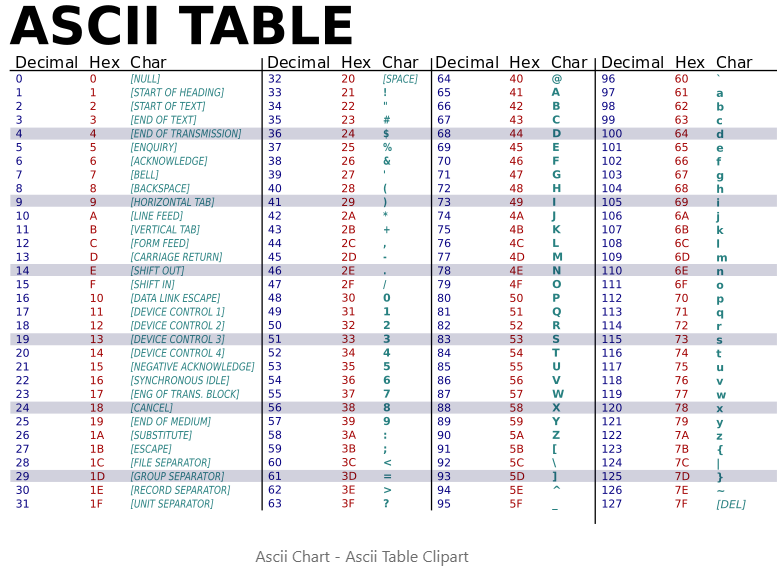 ASCII TABLE
Decimal Hex Char Decimal Hex Char Decimal Hex Char Decimal Hex Char
0 0 [NULL] 32 20 [SPACE] 64 40 @ 96 60 `
1 1 [START OF HEADING] 33 21 ! 65 41 A 97 61 a
2 2 [START OF TEXT] 34 22 " 66 42 B 98 62 b
3 3 [END OF TEXT] 35 23 # 67 43 C 99 63 c
4 4 [END OF TRANSMISSION] 36 24 $ 68 44 D 100 64 d
5 5 [ENQUIRY] 37 25 % 69 45 E 101 65 e
6 6 [ACKNOWLEDGE] 38 26 & 70 46 F 102 66 f
7 7 [BELL] 39 27 ' 71 47 G 103 67 g
8 8 [BACKSPACE] 40 28 ( 72 48 H 104 68 h
9 9 [HORIZONTAL TAB] 41 29 ) 73 49 I 105 69 i
10 A [LINE FEED] 42 2A * 74 4A J 106 6A j
11 B [VERTICAL TAB] 43 2B + 75 4B K 107 6B k
12 C [FORM FEED] 44 2C , 76 4C L 108 6C l
13 D [CARRIAGE RETURN] 45 2D - 77 4D M 109 6D m
14 E [SHIFT OUT] 46 2E . 78 4E N 110 6E n
15 F [SHIFT IN] 47 2F / 79 4F O 111 6F o
16 10 [DATA LINK ESCAPE] 48 30 0 80 50 P 112 70 p
17 11 [DEVICE CONTROL 1] 49 31 1 81 51 Q 113 71 q
18 12 [DEVICE CONTROL 2] 50 32 2 82 52 R 114 72 r
19 13 [DEVICE CONTROL 3] 51 33 3 83 53 S 115 73 s
20 14 [DEVICE CONTROL 4] 52 34 4 84 54 T 116 74 t
21 15 [NEGATIVE ACKNOWLEDGE] 53 35 5 85 55 U 117 75 u
22 16 [SYNCHRONOUS IDLE] 54 36 6 86 56 V 118 76 v
23 17 [ENG OF TRANS. BLOCK] 55 37 7 87 57 W 119 77 w
24 18 [CANCEL] 56 38 8 88 58 X 120 78 x
25 19 [END OF MEDIUM] 57 39 9 89 59 Y 121 79 y
26 1A [SUBSTITUTE] 58 3A : 90 5A Z 122 7A z
27 1B [ESCAPE] 59 3B ; 91 5B [ 123 7B {
28 1C [FILE SEPARATOR] 60 3C < 92 5C \ 124 7C |
29 1D [GROUP SEPARATOR] 61 3D = 93 5D ] 125 7D }
30 1E [RECORD SEPARATOR] 62 3E > 94 5E ^ 126 7E ~
31 1F [UNIT SEPARATOR] 63 3F ? 95 5F _ 127 7F [DEL]
Ascii Chart - Ascii Table Clipart